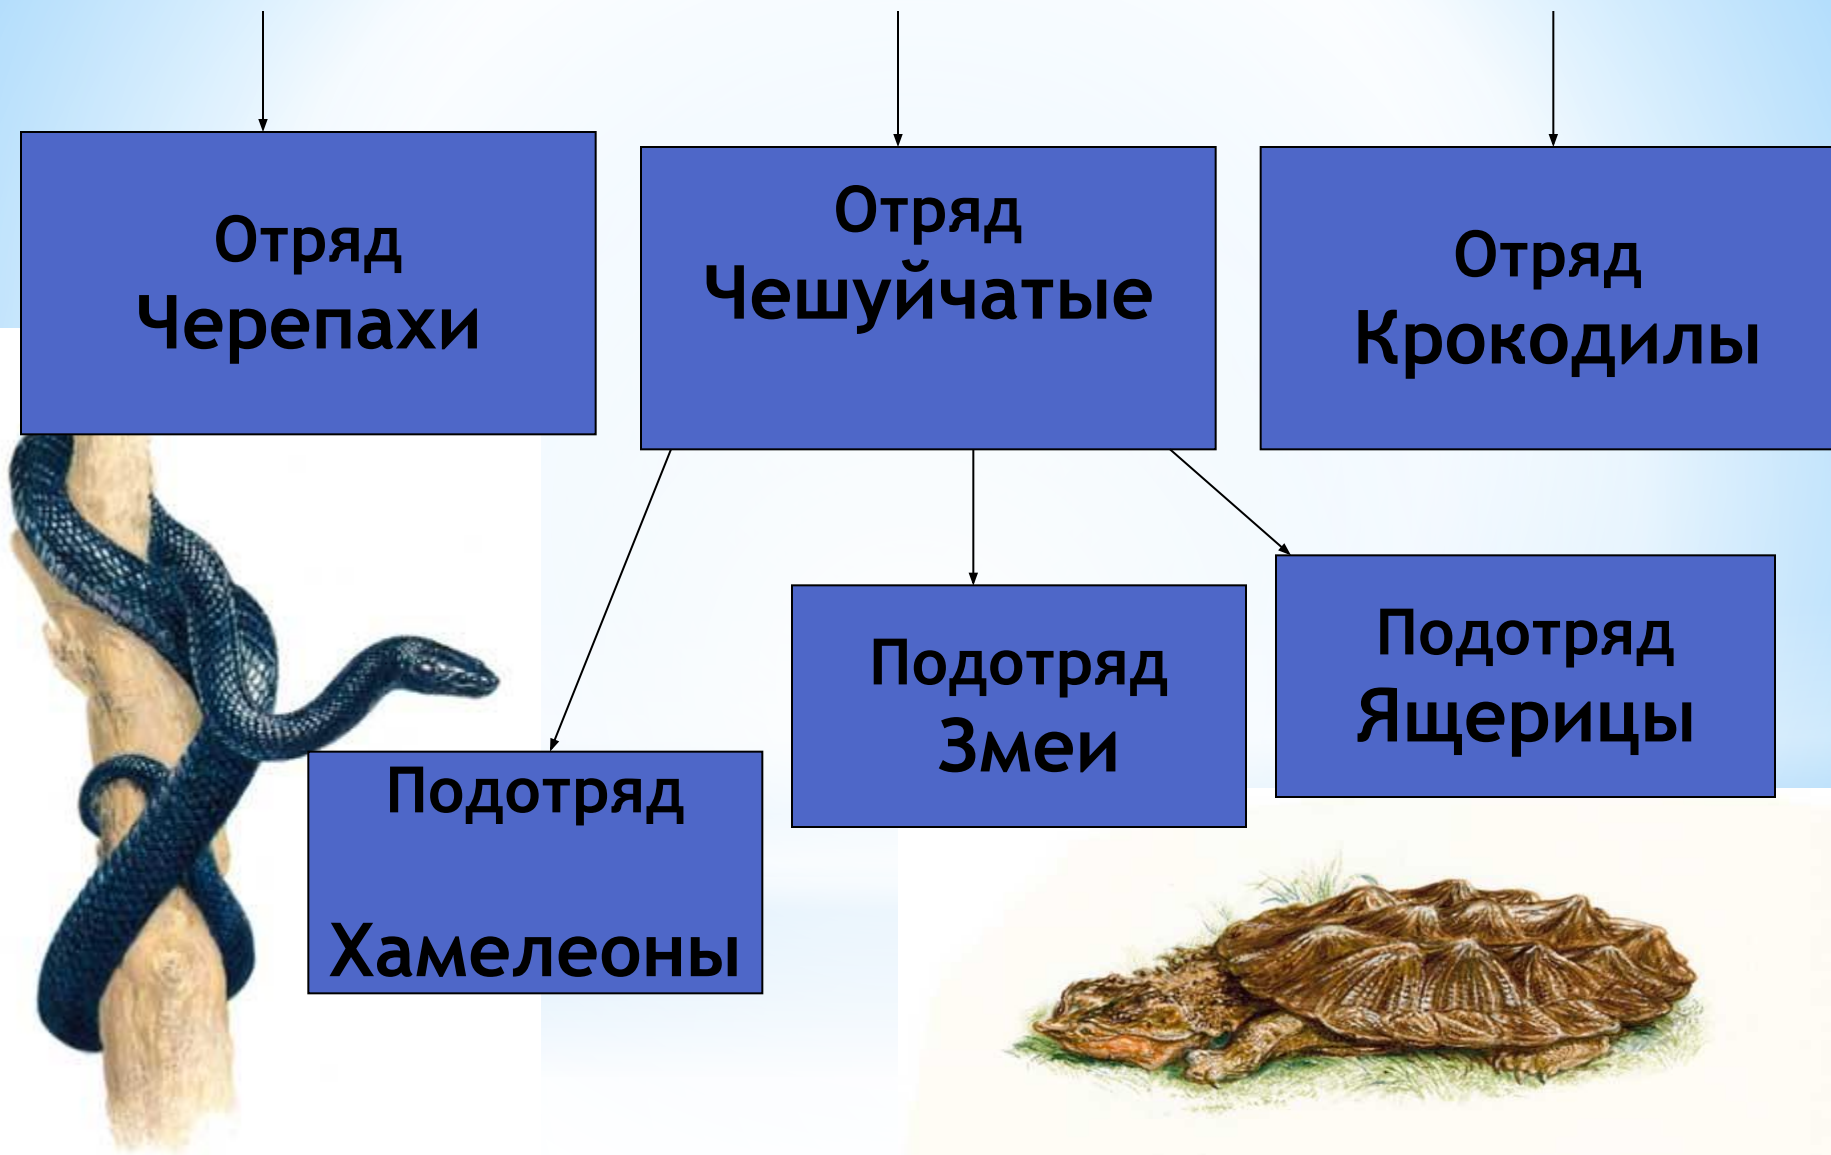 Отряд
Черепахи
Отряд
Чешуйчатые
Отряд
Крокодилы
Подотряд
Хамелеоны
Подотряд
Змеи
Подотряд
Ящерицы